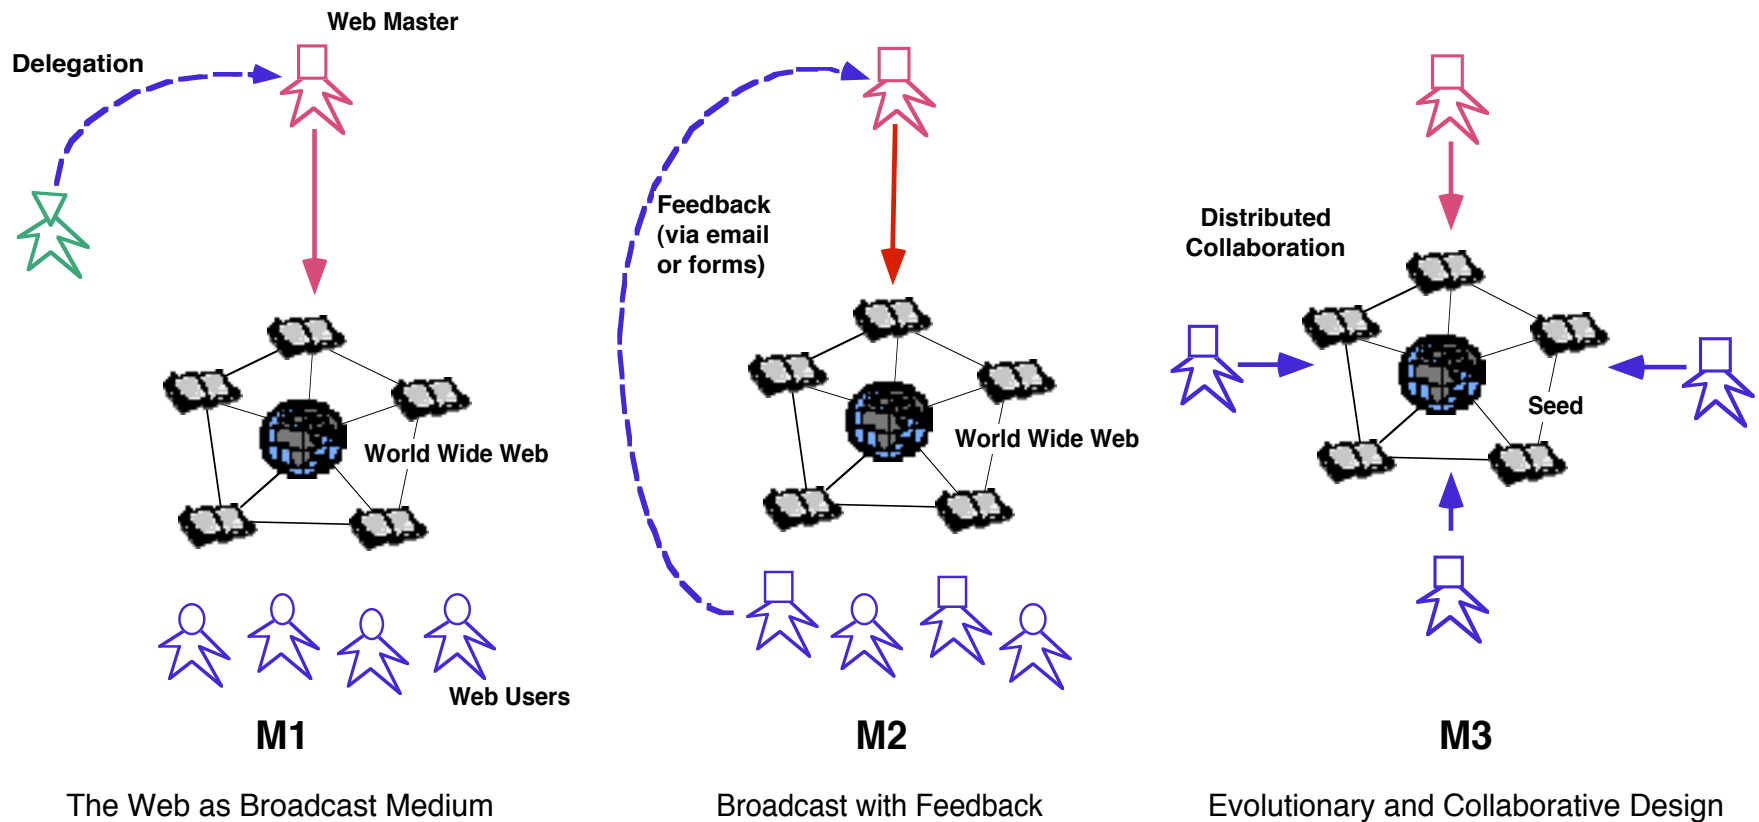 Web Master
Delegation
World Wide Web
Web Users
M1
The Web as Broadcast Medium
Feedback
(via email
or forms)
World Wide Web
M2
Broadcast with Feedback
Distributed
Collaboration
Seed
M3
Evolutionary and Collaborative Design